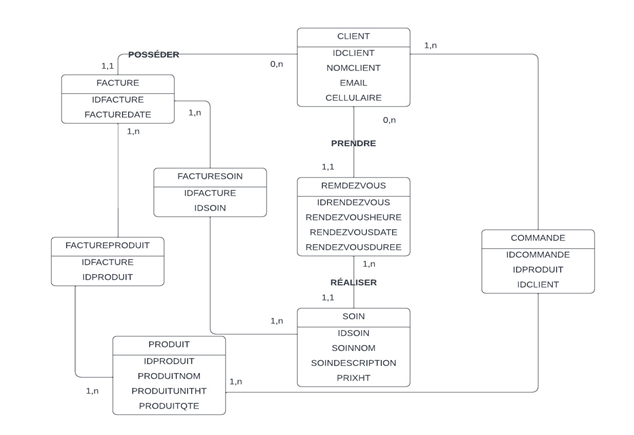 CLIENT
IDCLIENT
NOMCLIENT
EMAIL
CELLULAIRE
POSSÉDER
1,1
0,n
1,n
FACTURE
IDFACTURE
FACTUREDATE
1,n
1,n
0,n
PRENDRE
1,1
FACTURESOIN
IDFACTURE
IDSOIN
REMDEZVOUS
IDRENDEZVOUS
RENDEZVOUSHEURE
RENDEZVOUSDATE
RENDEZVOUSDUREE
COMMANDE
IDCOMMANDE
IDPRODUIT
IDCLIENT
FACTUREPRODUIT
IDFACTURE
IDPRODUIT
1,n
RÉALISER
1,1
SOIN
IDSOIN
SOINNOM
SOINDESCRIPTION
PRIXHT
1,n
PRODUIT
IDPRODUIT
PRODUITNOM
PRODUITUNITHT
PRODUITQTE
1,n
1,n